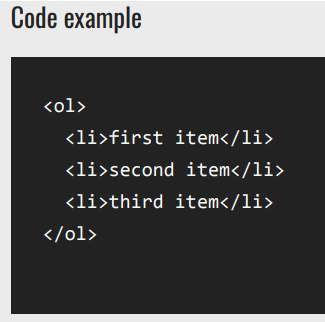 Code example
<ol>
<li>first item</li>
<li>second item</li>
<li>third item</li>
</ol>